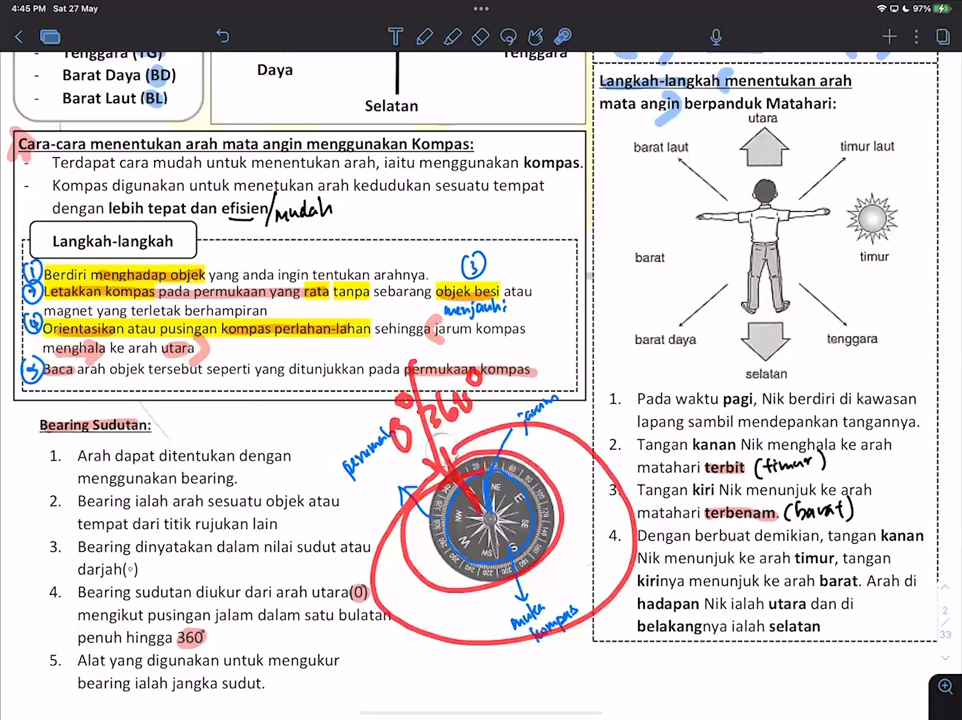 4:45 PM Sat 27 May
97%
- Tenggara (TG)
- Barat Daya (BD)
- Barat Laut (BL)
Daya
Tenggara
Selatan
Cara-cara menentukan arah mata angin menggunakan Kompas:
- Terdapat cara mudah untuk menentukan arah, iaitu menggunakan kompas.
- Kompas digunakan untuk menetukan arah kedudukan sesuatu tempat
dengan lebih tepat dan efisien/mudah
Langkah-langkah
1 Berdiri menghadap objek yang anda ingin tentukan arahnya.
3
2 Letakkan kompas pada permukaan yang rata tanpa sebarang objek besi atau
magnet yang terletak berhampiran
menjauhi
4 Orientasikan atau pusingan kompas perlahan-lahan sehingga jarum kompas
menghala ke arah utara
5 Baca arah objek tersebut seperti yang ditunjukkan pada permukaan kompas
Bearing Sudutan:
1. Arah dapat ditentukan dengan
menggunakan bearing.
2. Bearing ialah arah sesuatu objek atau
tempat dari titik rujukan lain
3. Bearing dinyatakan dalam nilai sudut atau
darjah(°)
4. Bearing sudutan diukur dari arah utara(0)
mengikut pusingan jalam dalam satu bulatan
penuh hingga 360°
5. Alat yang digunakan untuk mengukur
bearing ialah jangka sudut.
0°/360°
jarum
NE
E
SE
S
SW
W
NW
muka
kompas
Langkah-langkah menentukan arah
mata angin berpanduk Matahari:
utara
barat laut
timur laut
barat
timur
barat daya
tenggara
selatan
1. Pada waktu pagi, Nik berdiri di kawasan
lapang sambil mendepankan tangannya.
2. Tangan kanan Nik menghala ke arah
matahari terbit (timur)
3. Tangan kiri Nik menunjuk ke arah
matahari terbenam. (barat)
4. Dengan berbuat demikian, tangan kanan
Nik menunjuk ke arah timur, tangan
kirinya menunjuk ke arah barat. Arah di
hadapan Nik ialah utara dan di
belakangnya ialah selatan
2
33